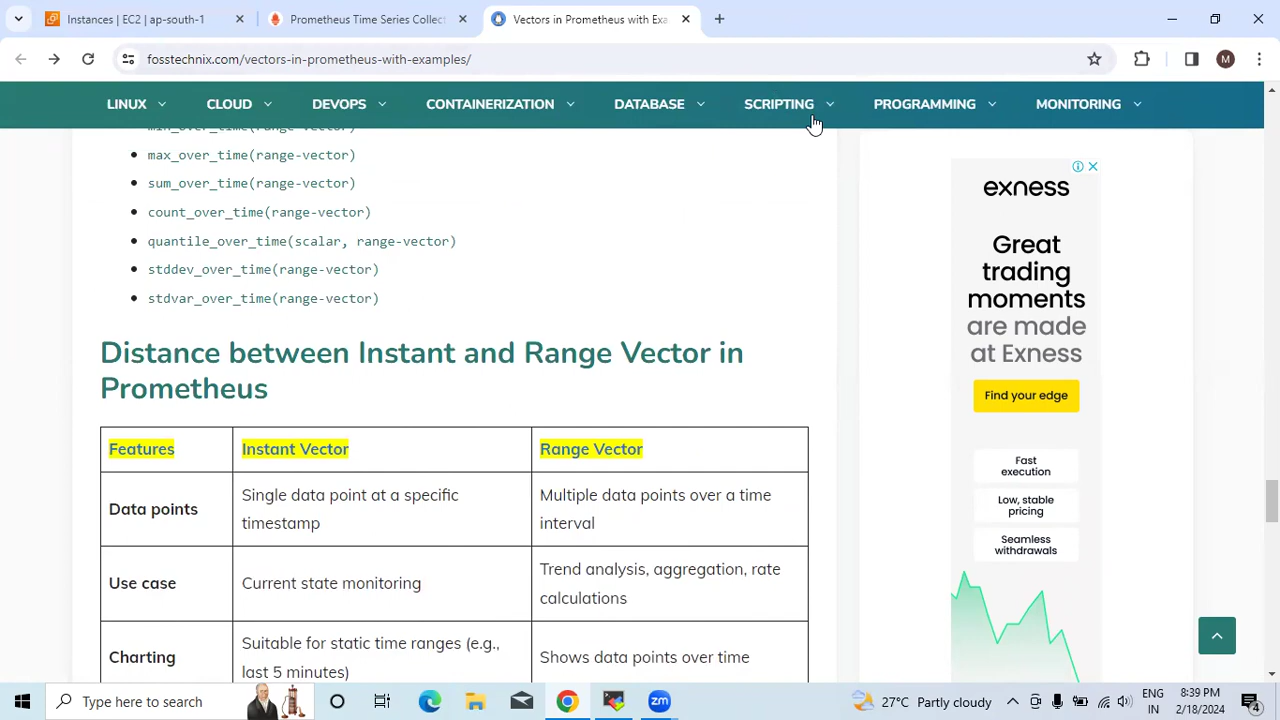 Instances | EC2 | ap-south-1
Prometheus Time Series Collect
Vectors in Prometheus with Exa
fosstechnix.com/vectors-in-prometheus-with-examples/
M
LINUX
CLOUD
DEVOPS
CONTAINERIZATION
DATABASE
SCRIPTING
PROGRAMMING
MONITORING
min_over_time(range-vector)
max_over_time(range-vector)
sum_over_time(range-vector)
count_over_time(range-vector)
quantile_over_time(scalar, range-vector)
stddev_over_time(range-vector)
stdvar_over_time(range-vector)
Distance between Instant and Range Vector in
Prometheus
Features
Instant Vector
Range Vector
Data points
Single data point at a specific
timestamp
Multiple data points over a time
interval
Use case
Current state monitoring
Trend analysis, aggregation, rate
calculations
Charting
Suitable for static time ranges (e.g.,
last 5 minutes)
Shows data points over time
exness
Great
trading
moments
are made
at Exness
Find your edge
Fast
execution
Low, stable
pricing
Seamless
withdrawals
Type here to search
zm
27°C Partly cloudy
ENG
IN
8:39 PM
2/18/2024
4